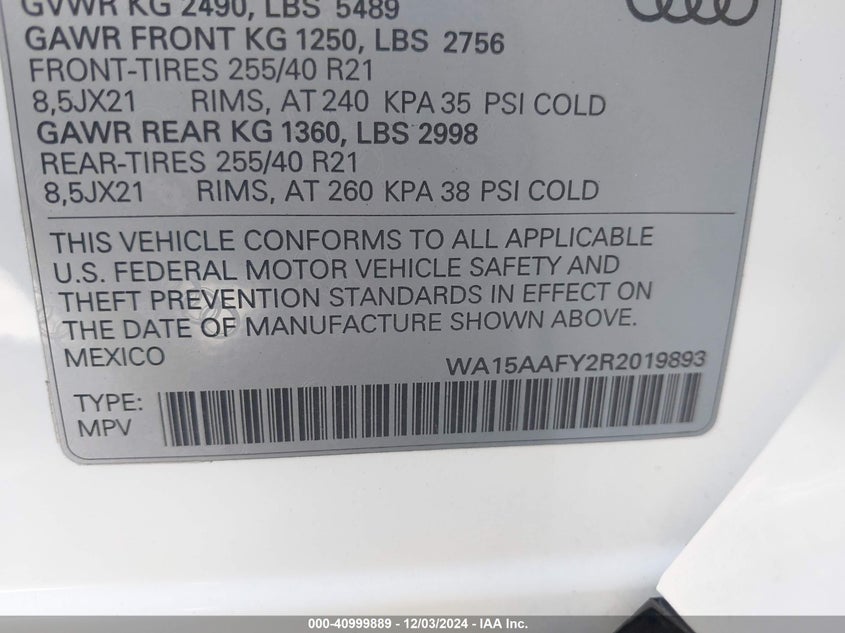 GVWR KG 2490, LBS 5489
GAWR FRONT KG 1250, LBS 2756
FRONT-TIRES 255/40 R21
8,5JX21 RIMS, AT 240 KPA 35 PSI COLD
GAWR REAR KG 1360, LBS 2998
REAR-TIRES 255/40 R21
8,5JX21 RIMS, AT 260 KPA 38 PSI COLD
THIS VEHICLE CONFORMS TO ALL APPLICABLE
U.S. FEDERAL MOTOR VEHICLE SAFETY AND
THEFT PREVENTION STANDARDS IN EFFECT ON
THE DATE OF MANUFACTURE SHOWN ABOVE.
MEXICO WA15AAFY2R2019893
TYPE:
MPV
000-40999889 - 12/03/2024 - IAA Inc.